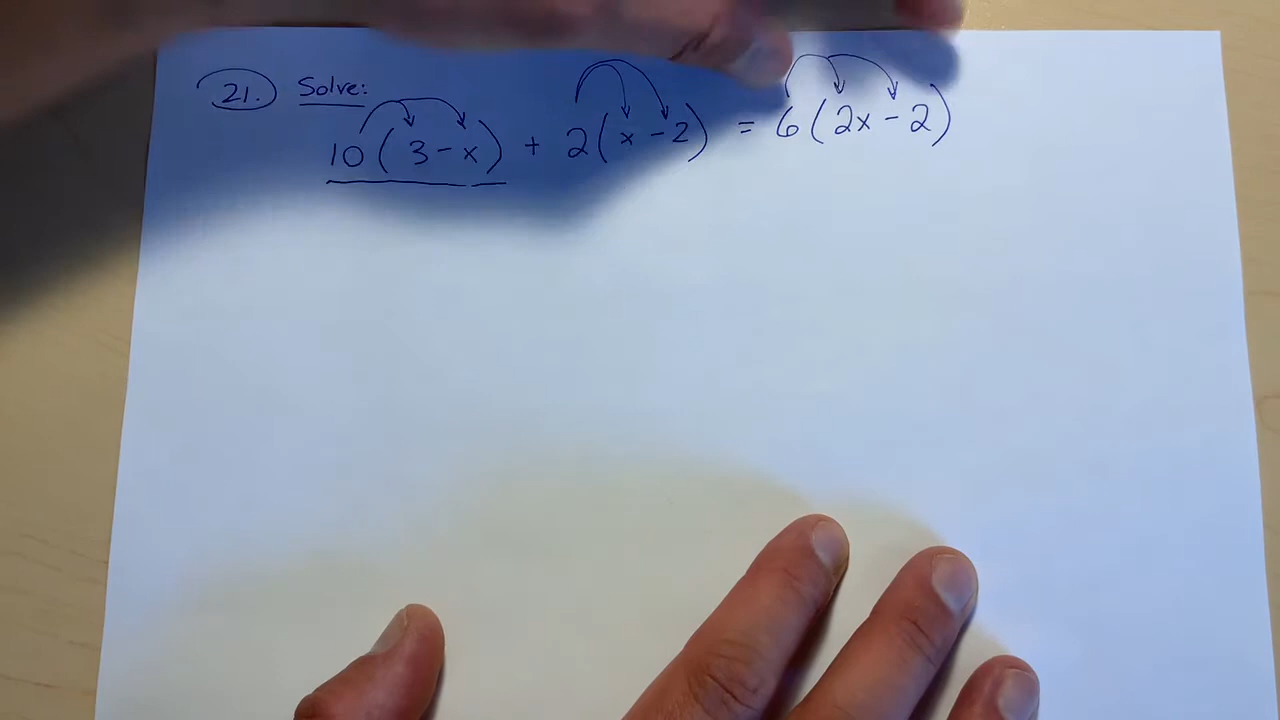 21. Solve:
10(3-x) + 2(x-2) = 6(2x-2)